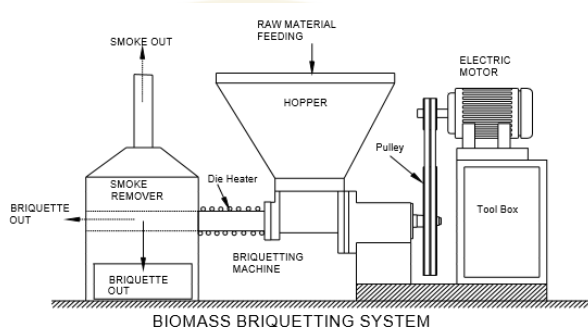 SMOKE OUT
RAW MATERIAL
FEEDING
ELECTRIC
MOTOR
HOPPER
Pulley
Die Heater
SMOKE
REMOVER
BRIQUETTE
OUT
Tool Box
BRIQUETTING
MACHINE
BRIQUETTE
OUT
BIOMASS BRIQUETTING SYSTEM